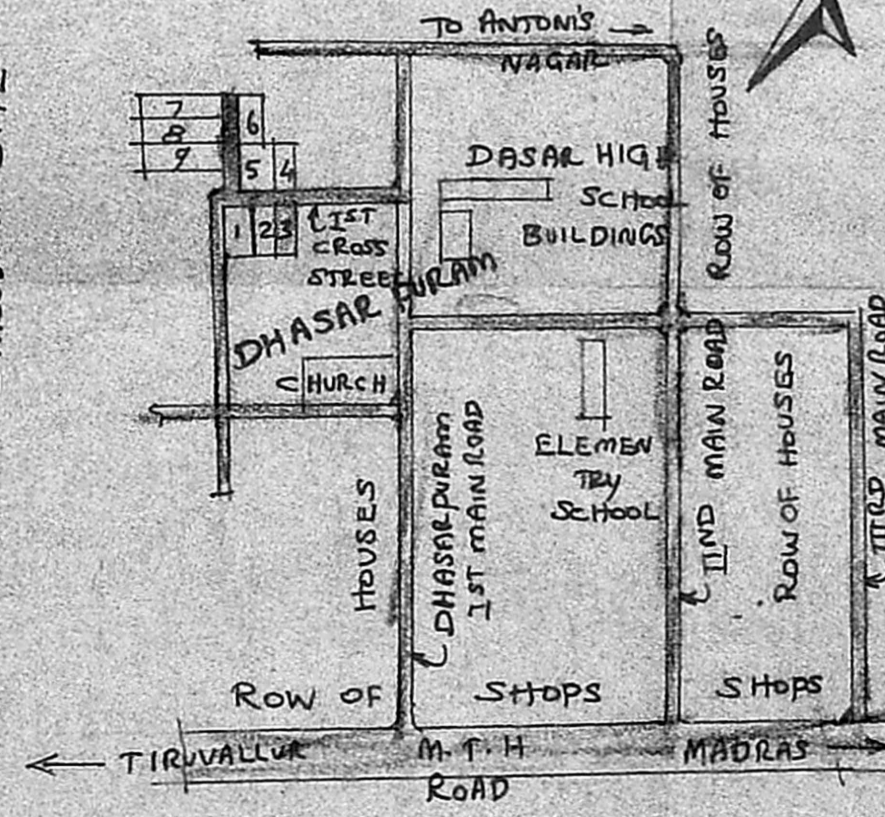 TO ANTONI'S
NAGAR
ROW OF HOUSES
7
8
9
6
5
4
1
2
3
IST
CROSS
STREET
DASAR HIGH
SCHOOL
BUILDINGS
DHASAR PURAM
CHURCH
ELEMEN
TRY
SCHOOL
HOUSES
DHASARPURAM
IST MAIN ROAD
IIND MAN ROAD
ROW OF HOUSES
IIIRD MAIN ROAD
ROW OF
SHOPS
SHOPS
TIRUVALLUR
M.T.H
MADRAS
ROAD